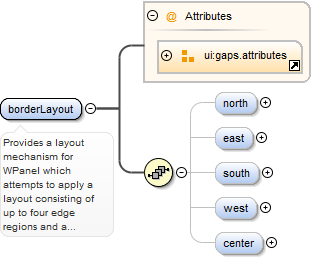 @ Attributes
ui:gaps.attributes
borderLayout
Provides a layout
mechanism for
WPanel which
attempts to apply a
layout consisting of
up to four edge
regions and a...
north
east
south
west
center